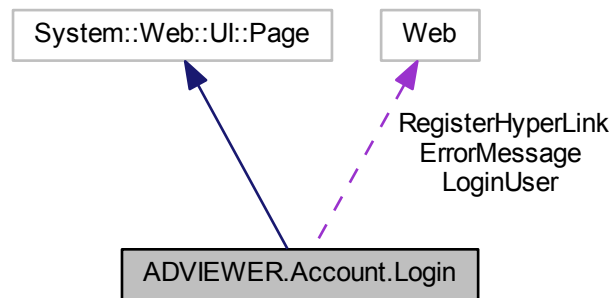 System::Web::UI::Page
Web
RegisterHyperLink
ErrorMessage
LoginUser
ADVIEWER.Account.Login